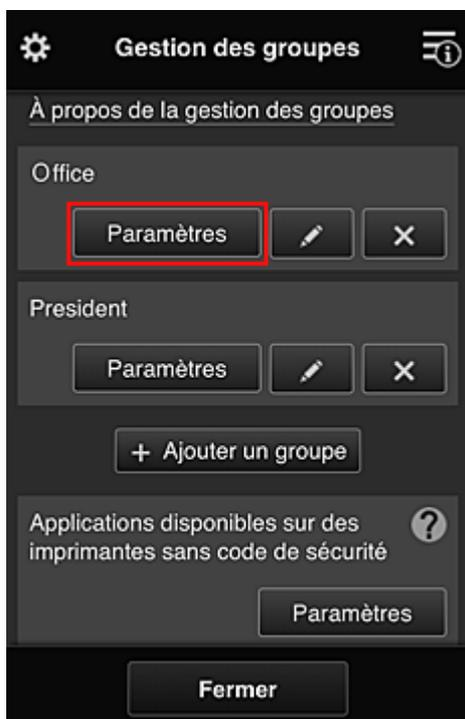 Gestion des groupes
À propos de la gestion des groupes
Office
Paramètres
President
Paramètres
+ Ajouter un groupe
Applications disponibles sur des
imprimantes sans code de sécurité
?
Paramètres
Fermer